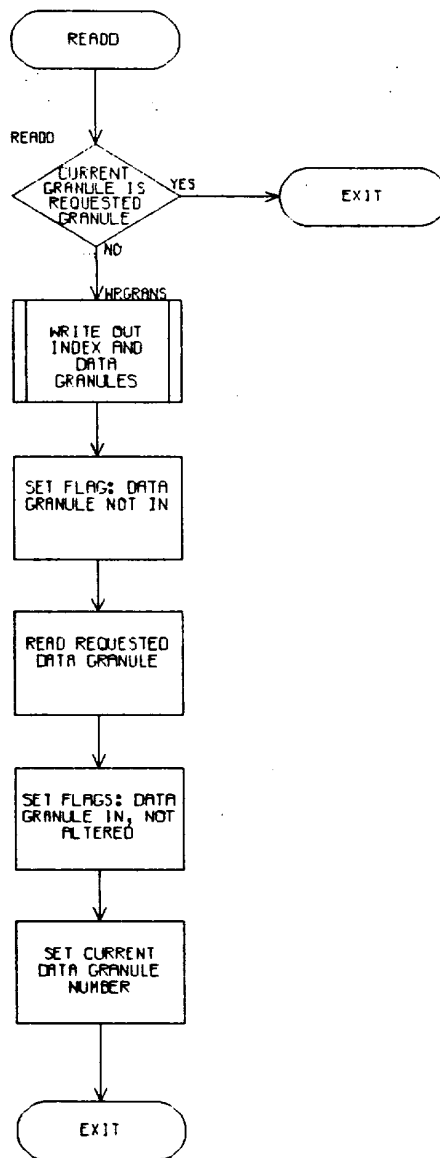 READD
READD
CURRENT
GRANULE IS
REQUESTED
GRANULE
YES
EXIT
NO
WRGRANS
WRITE OUT
INDEX AND
DATA
GRANULES
SET FLAG: DATA
GRANULE NOT IN
READ REQUESTED
DATA GRANULE
SET FLAGS: DATA
GRANULE IN, NOT
ALTERED
SET CURRENT
DATA GRANULE
NUMBER
EXIT